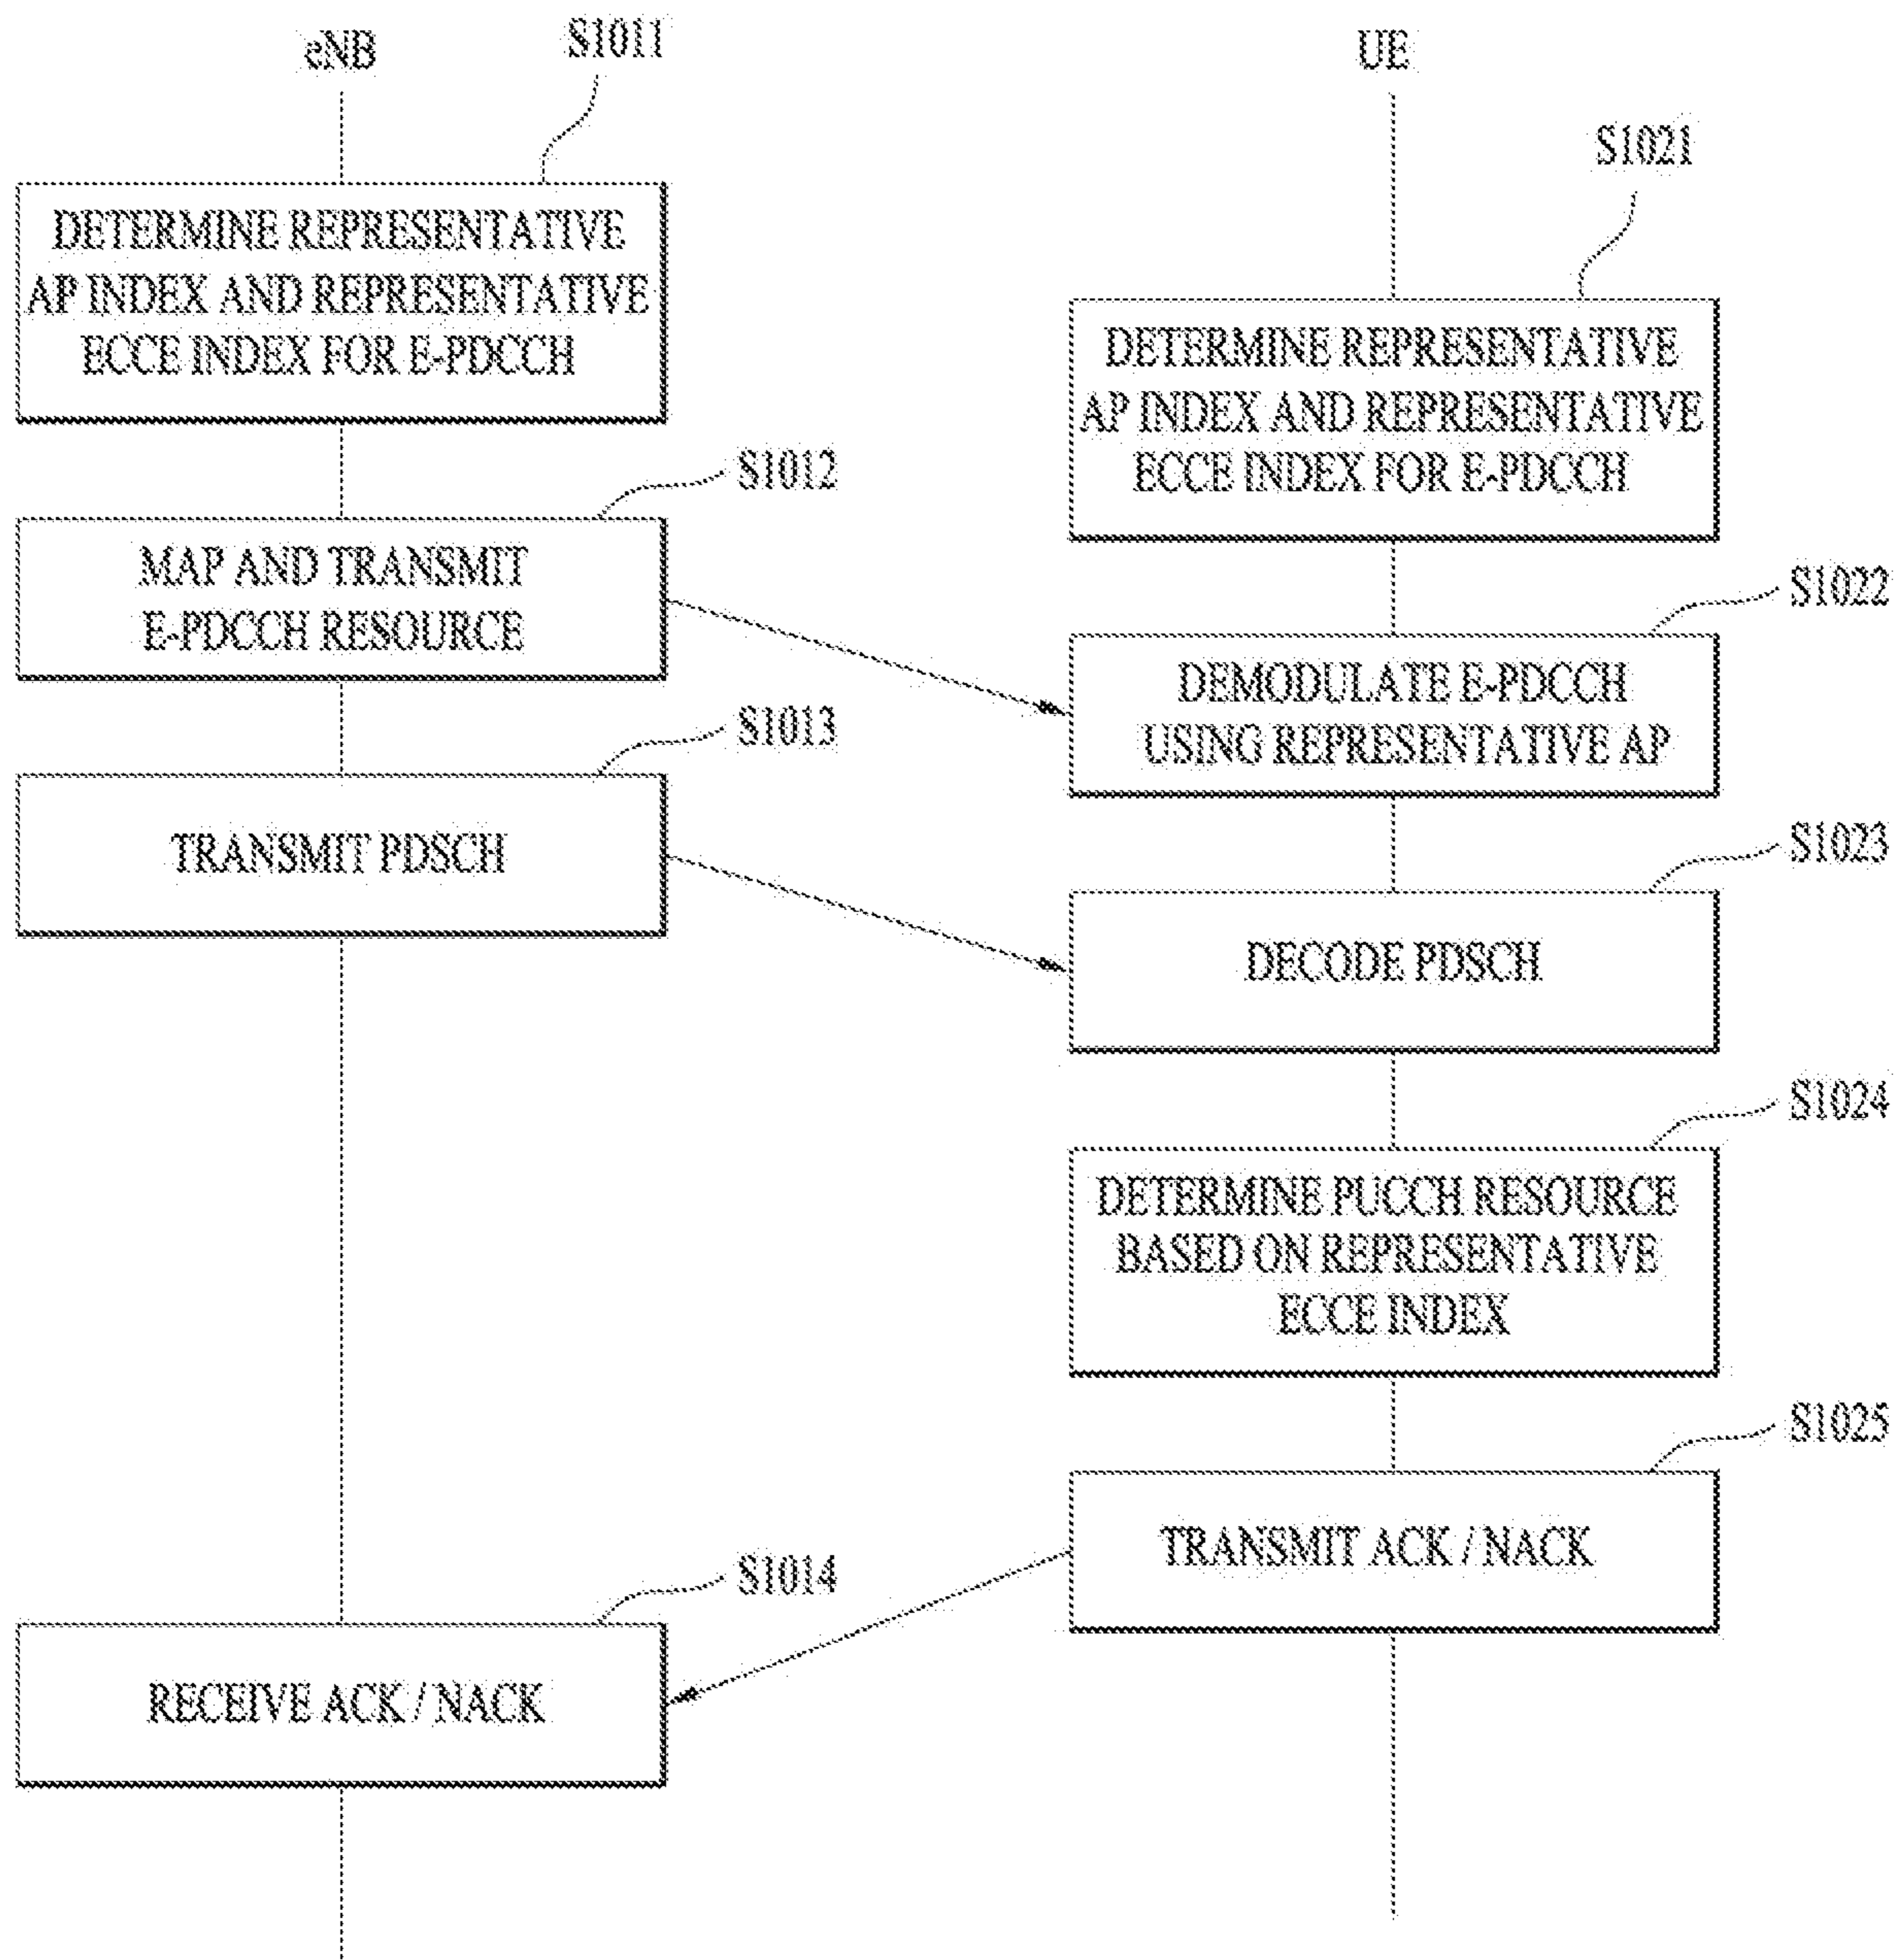 eNB
S1011
UE
S1021
DETERMINE REPRESENTATIVE
AP INDEX AND REPRESENTATIVE
ECCE INDEX FOR E-PDCCH
DETERMINE REPRESENTATIVE
AP INDEX AND REPRESENTATIVE
ECCE INDEX FOR E-PDCCH
S1012
MAP AND TRANSMIT
E-PDCCH RESOURCE
S1022
DEMODULATE E-PDCCH
USING REPRESENTATIVE AP
S1013
TRANSMIT PDSCH
S1023
DECODE PDSCH
S1024
DETERMINE PUCCH RESOURCE
BASED ON REPRESENTATIVE
ECCE INDEX
S1025
TRANSMIT ACK / NACK
S1014
RECEIVE ACK / NACK